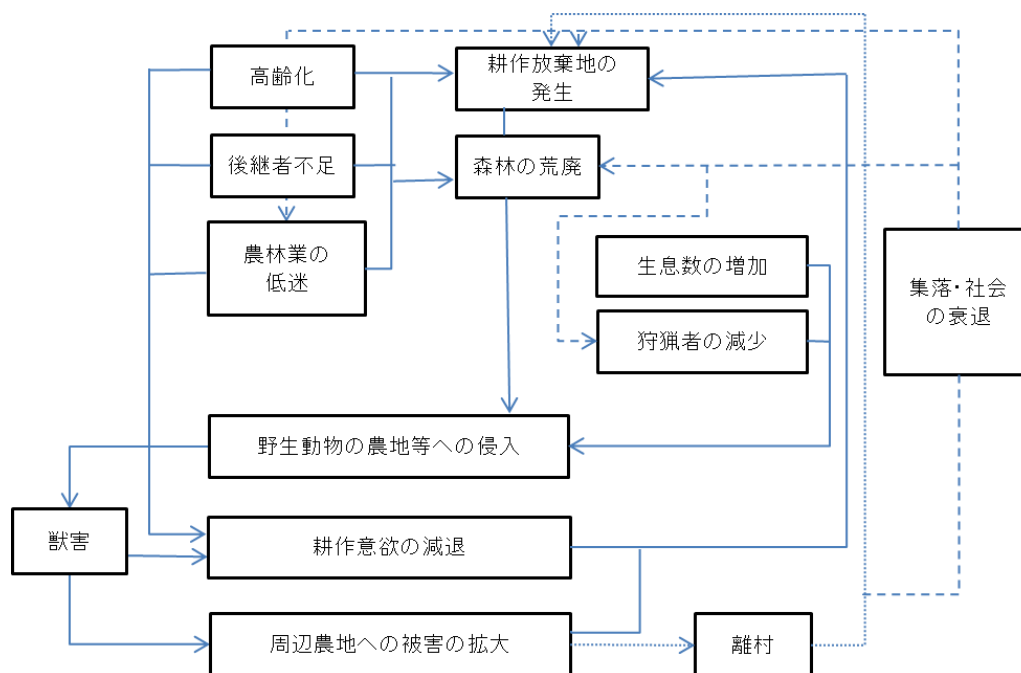 高齢化
耕作放棄地の
発生
後継者不足
森林の荒廃
農林業の
低迷
生息数の増加
集落・社会
の衰退
狩猟者の減少
野生動物の農地等への侵入
獣害
耕作意欲の減退
周辺農地への被害の拡大
離村